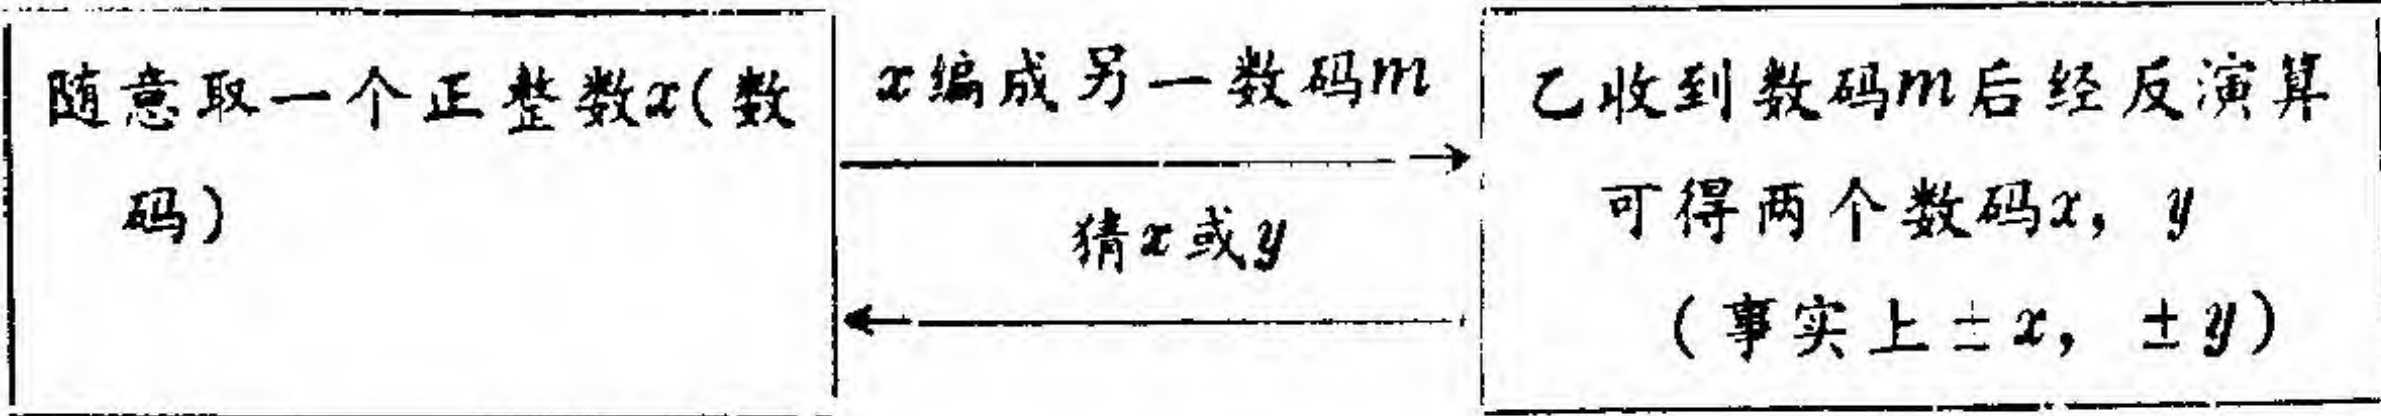 随意取一个正整数x(数
码)
x编成另一数码m
猜x或y
乙收到数码m后经反演算
可得两个数码x, y
(事实上±x, ±y)